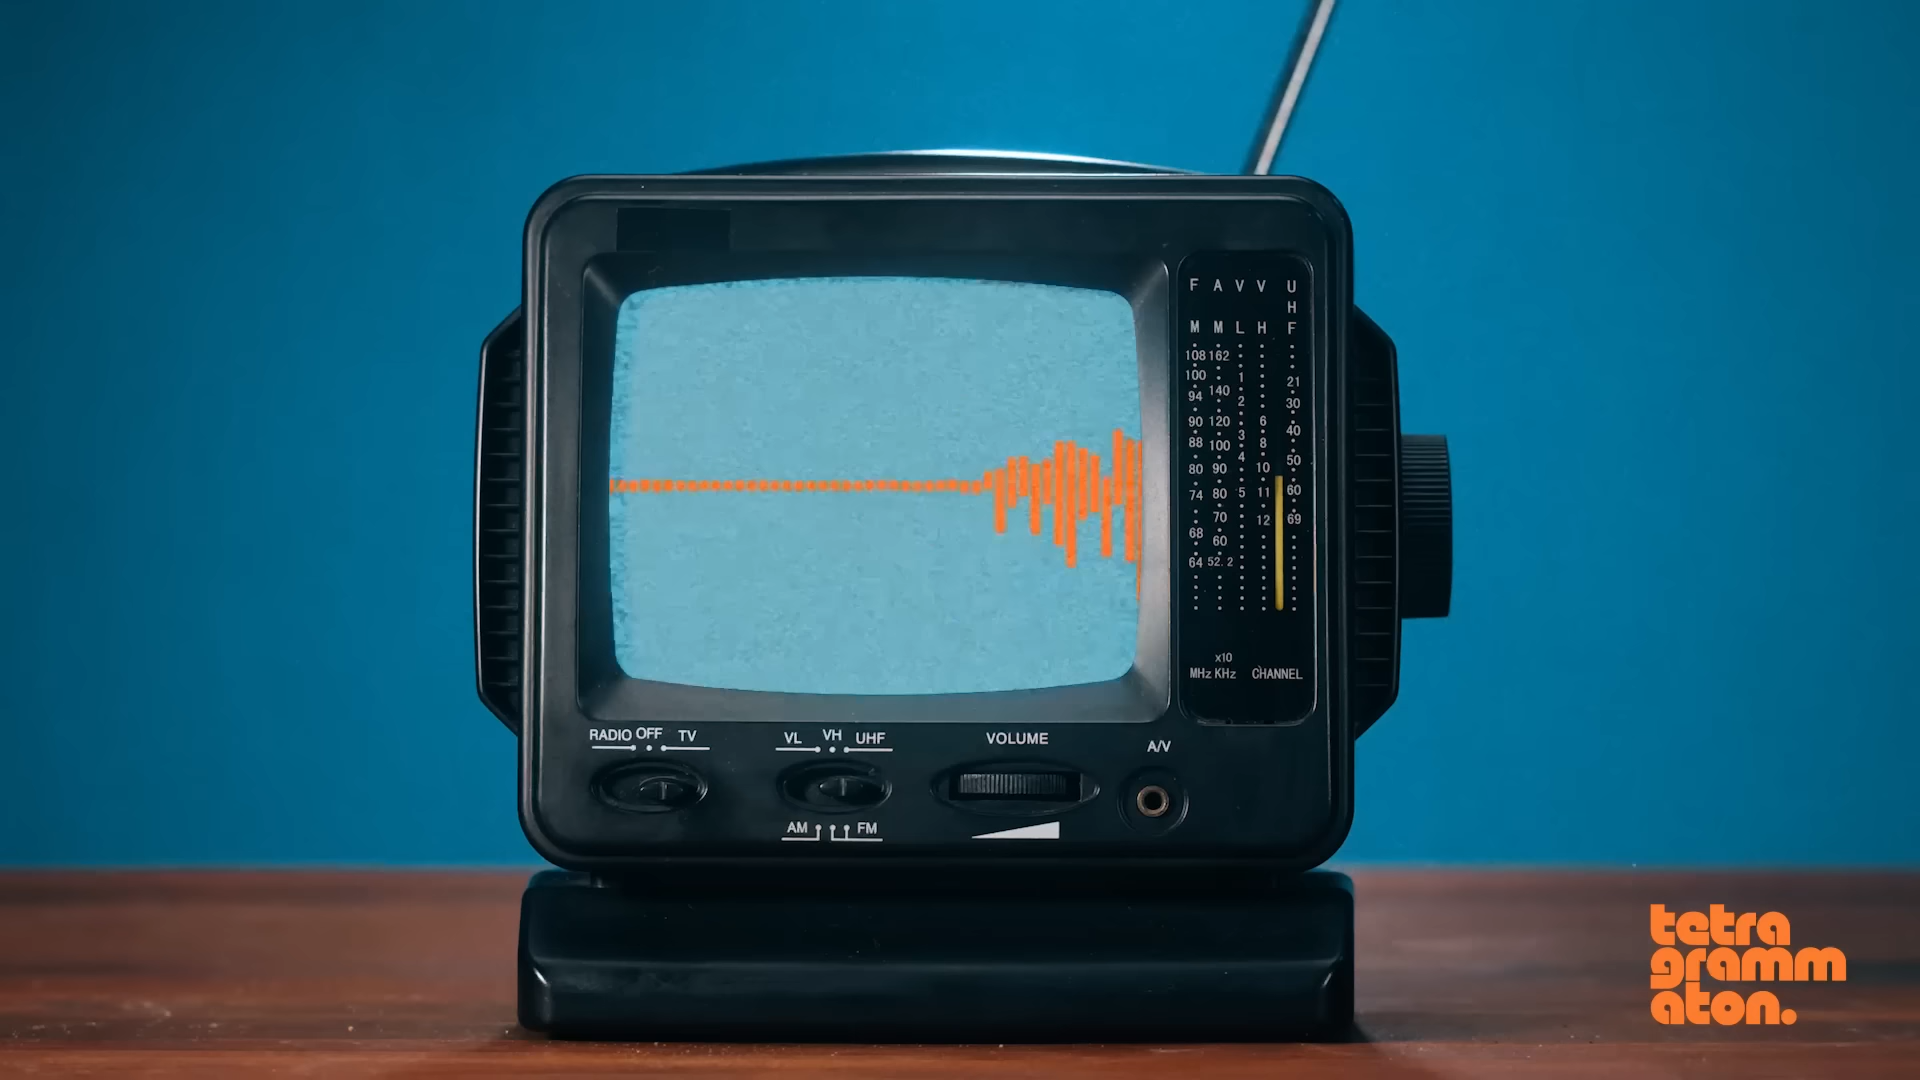 F A V V U
H
M M L H F
108 162
100
1
21
140
94
2
30
90 120
6
40
3
88 100
8
4
50
80 90
10
74 80 5 11 60
70
12 69
68
60
64 52.2
x10
MHz KHz CHANNEL
RADIO OFF TV
VL VH UHF
VOLUME
A/V
AM FM
tetra
gramm
aton.